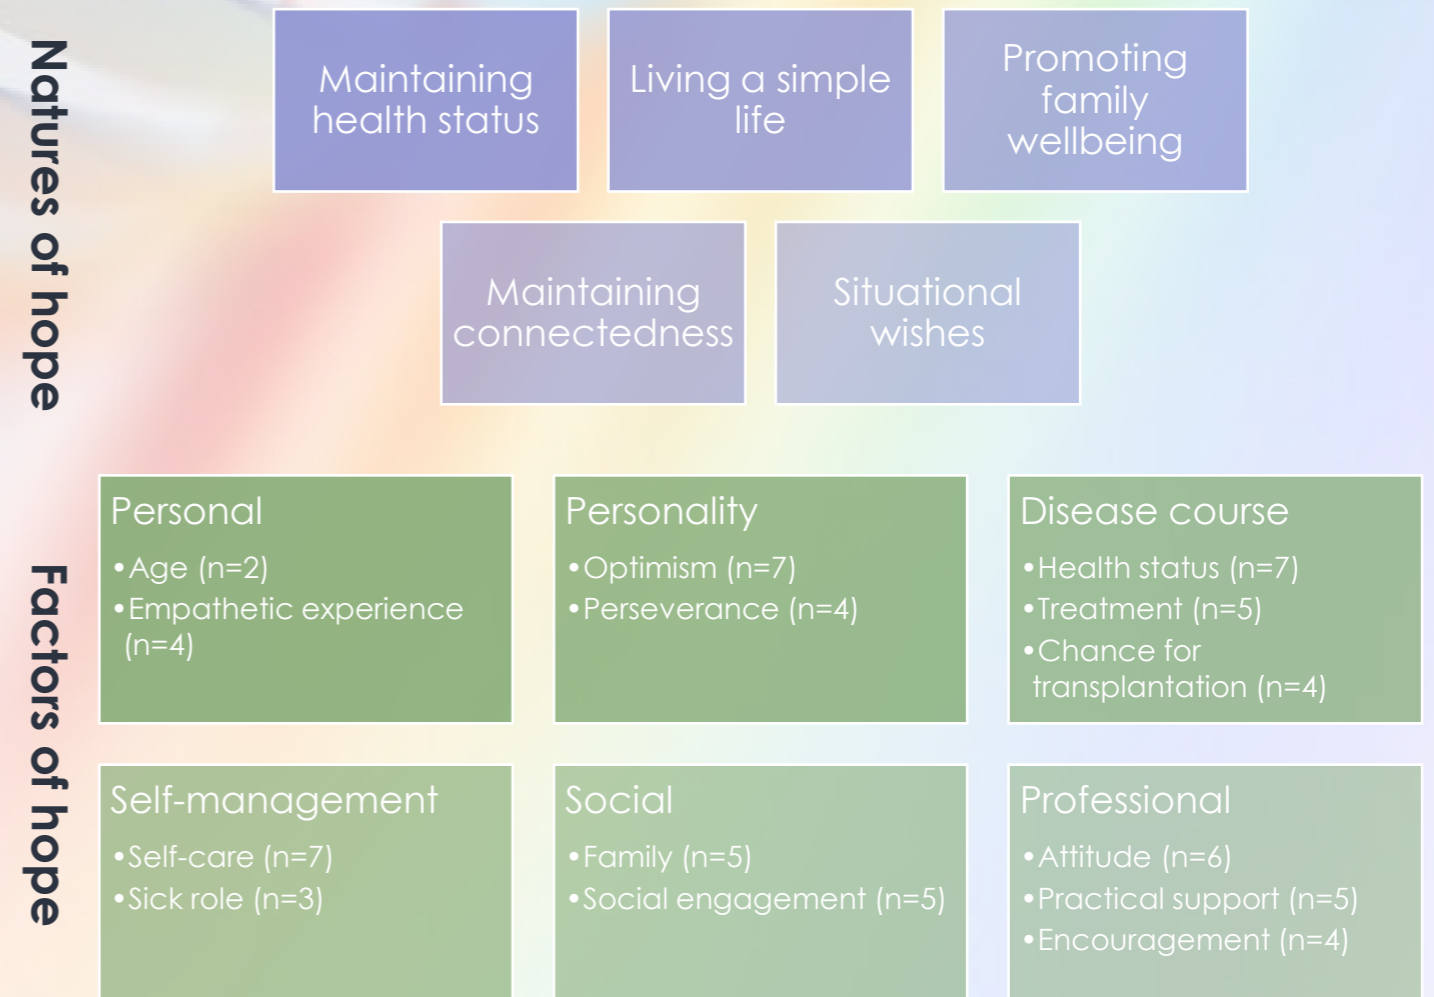 Natures of hope
Maintaining
health status
Living a simple
life
Promoting
family
wellbeing
Maintaining
connectedness
Situational
wishes
Factors of hope
Personal
•Age (n=2)
•Empathetic experience
(n=4)
Personality
•Optimism (n=7)
•Perseverance (n=4)
Disease course
•Health status (n=7)
•Treatment (n=5)
•Chance for
transplantation (n=4)
Self-management
•Self-care (n=7)
•Sick role (n=3)
Social
•Family (n=5)
•Social engagement (n=5)
Professional
•Attitude (n=6)
•Practical support (n=5)
•Encouragement (n=4)